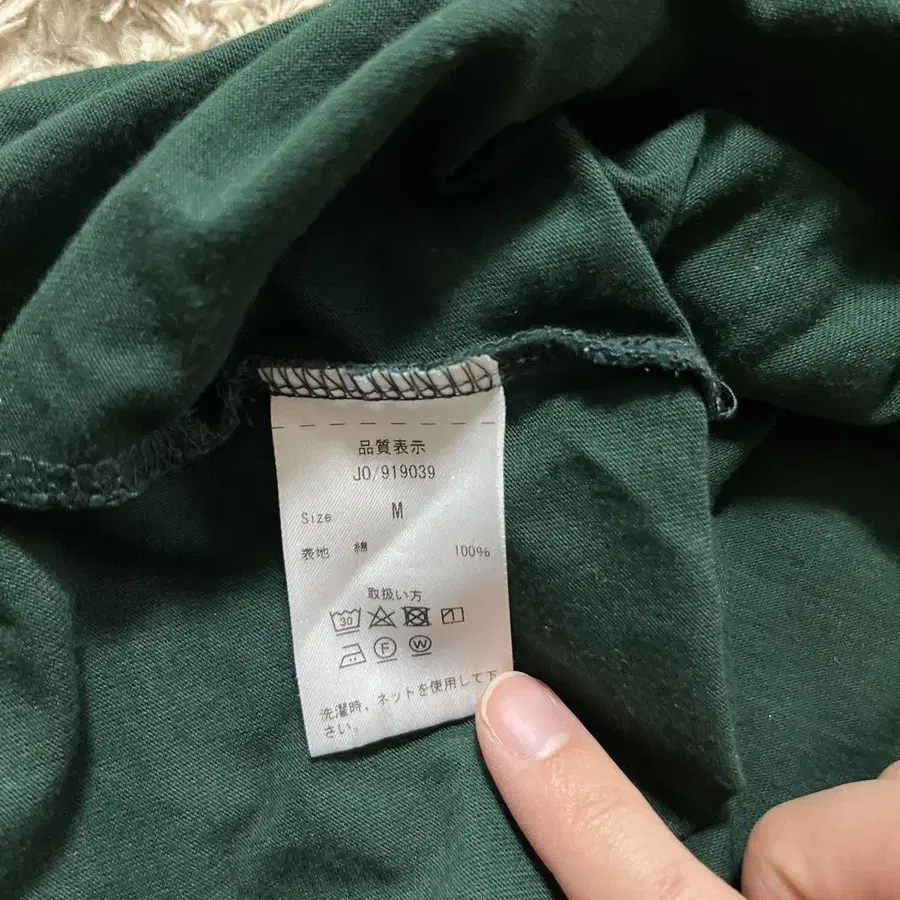 品質表示
JO/919039
Size M
表地 綿 100%
取扱い方
30
F W
洗濯時、ネットを使用して下
さい。